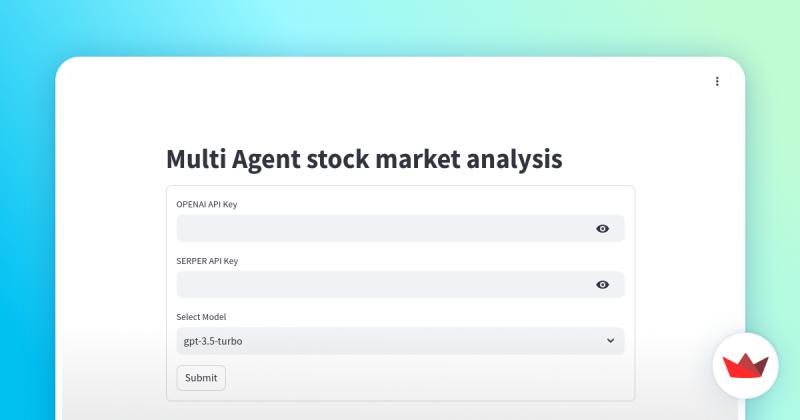 Multi Agent stock market analysis
OPENAI API Key
SERPER API Key
Select Model
gpt-3.5-turbo
Submit